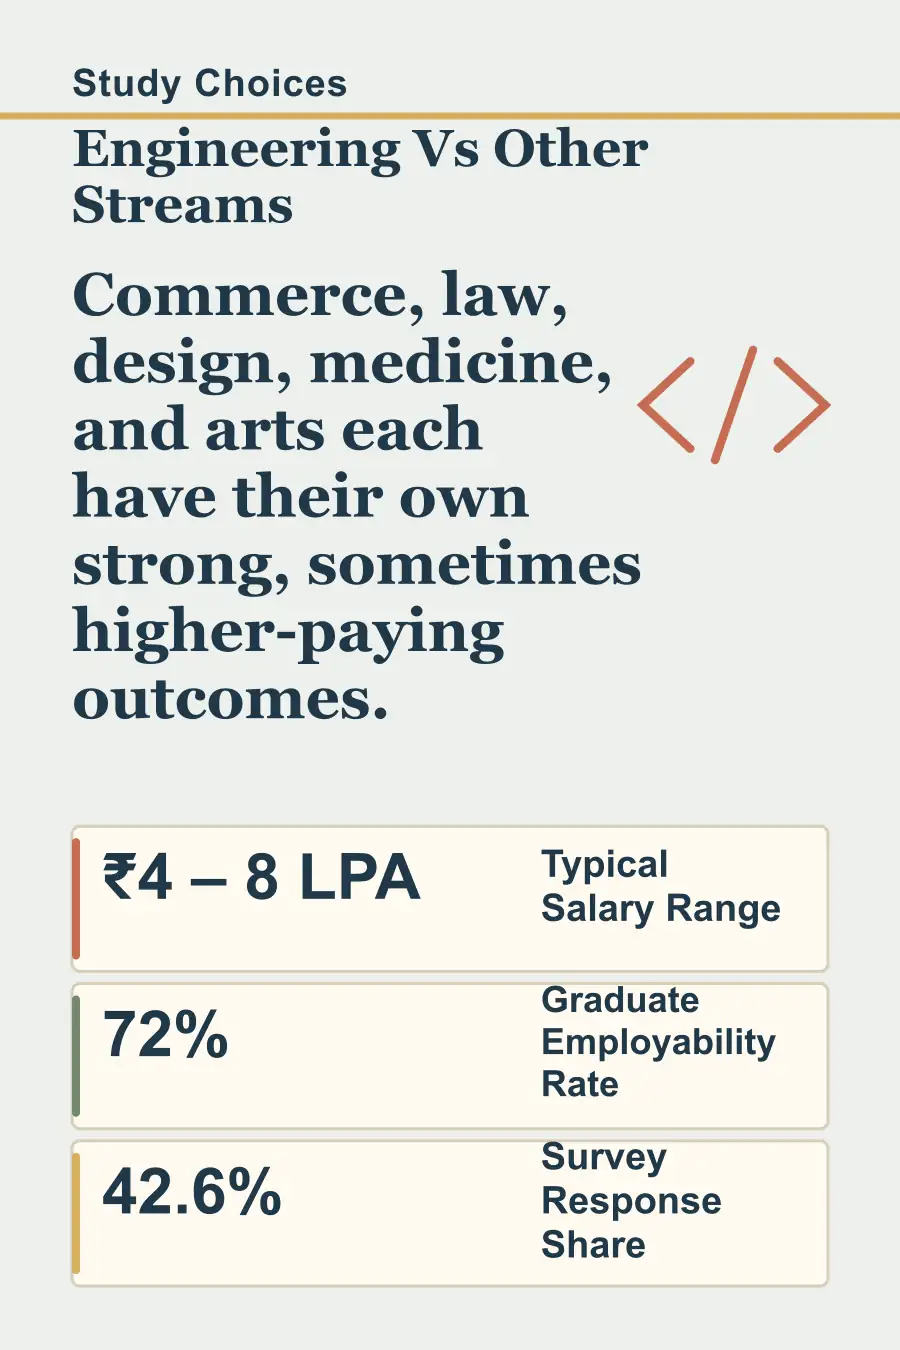 Study Choices
Engineering Vs Other
Streams
Commerce, law,
design, medicine,
and arts each
have their own
strong, sometimes
higher-paying
outcomes.
₹4 – 8 LPA
Typical
Salary Range
72%
Graduate
Employability
Rate
42.6%
Survey
Response
Share